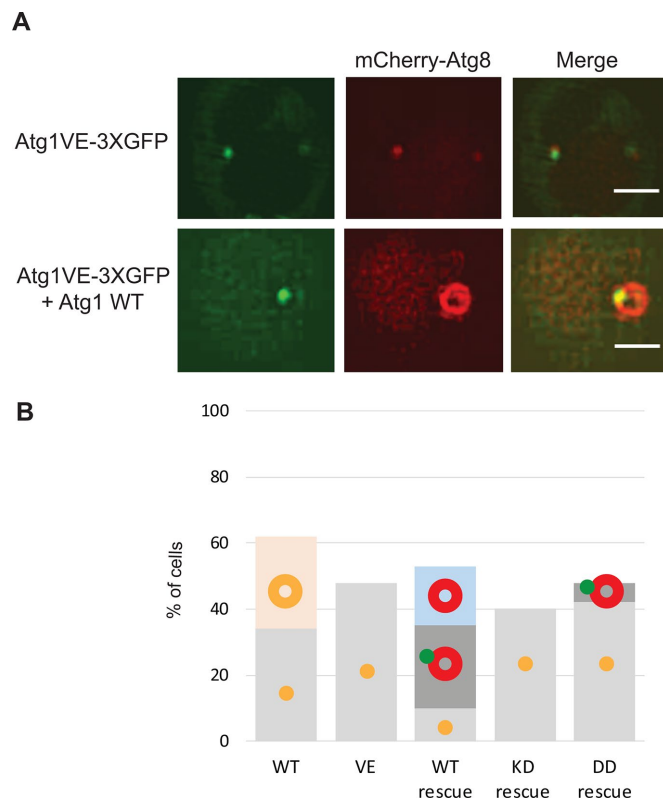 A
mCherry-Atg8 Merge
Atg1VE-3XGFP
Atg1VE-3XGFP
+ Atg1 WT
B
100
80
60
40
20
0
% of cells
WT VE WT KD DD
rescue rescue rescue